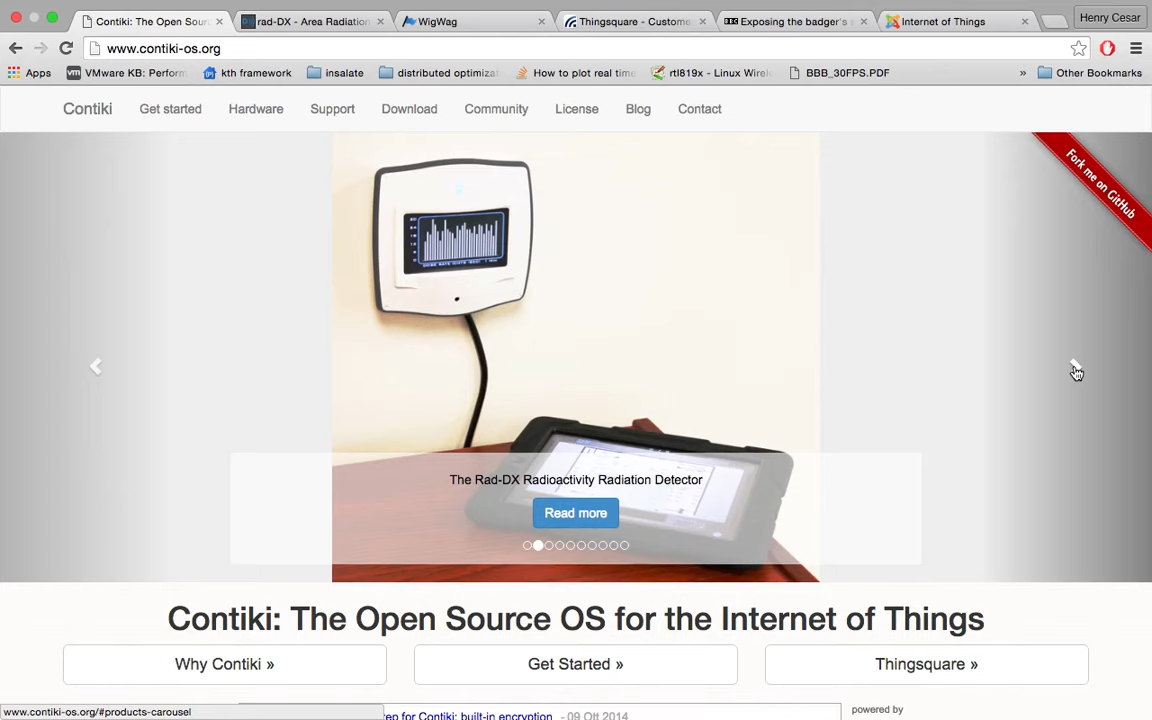 Contiki: The Open Sour
rad-DX - Area Radiation
WigWag
Thingsquare - Custome
Exposing the badger's s
Internet of Things
Henry Cesar
www.contiki-os.org
Apps
VMware KB: Perform
kth framework
insalate
distributed optimizat
How to plot real time
rtl819x - Linux Wirele
BBB_30FPS.PDF
»
Other Bookmarks
Contiki
Get started
Hardware
Support
Download
Community
License
Blog
Contact
Fork me on GitHub
The Rad-DX Radioactivity Radiation Detector
Read more
Contiki: The Open Source OS for the Internet of Things
Why Contiki »
Get Started »
Thingsquare »
www.contiki-os.org/#products-carousel
ep for Contiki: built-in encryption - 09 Ott 2014
powered by